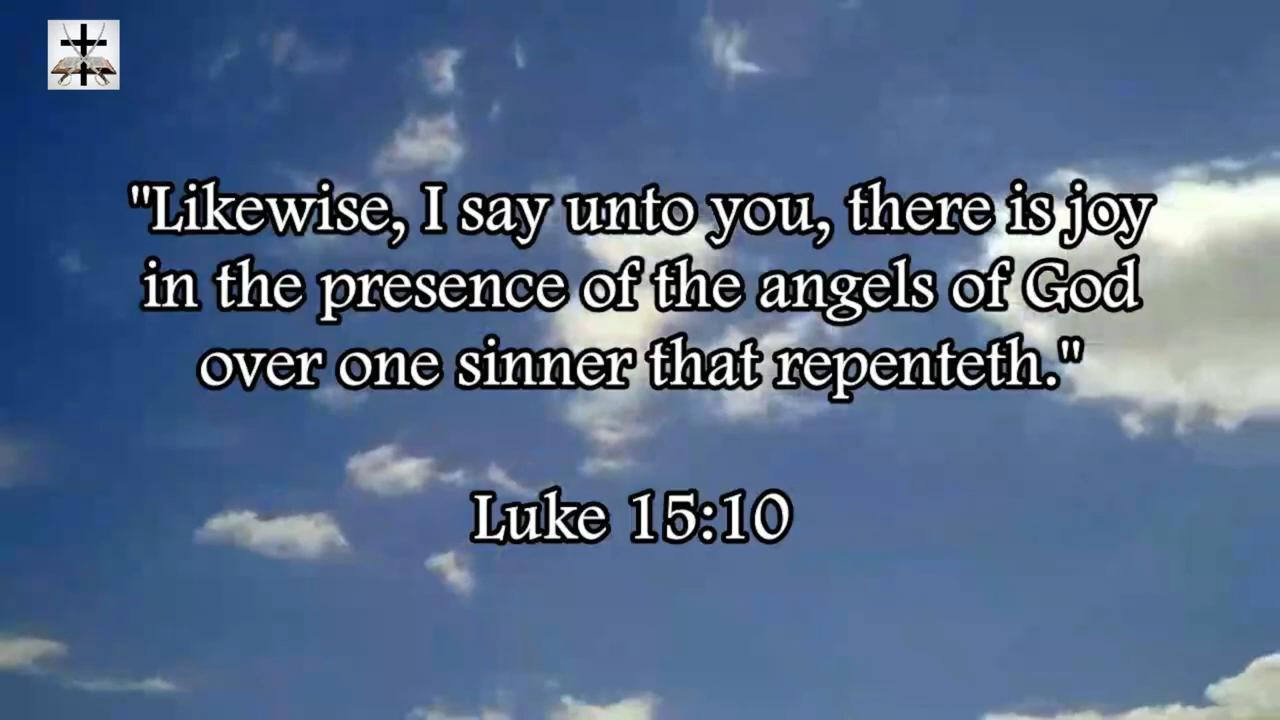 "Likewise, I say unto you, there is joy
in the presence of the angels of God
over one sinner that repenteth."
Luke 15:10